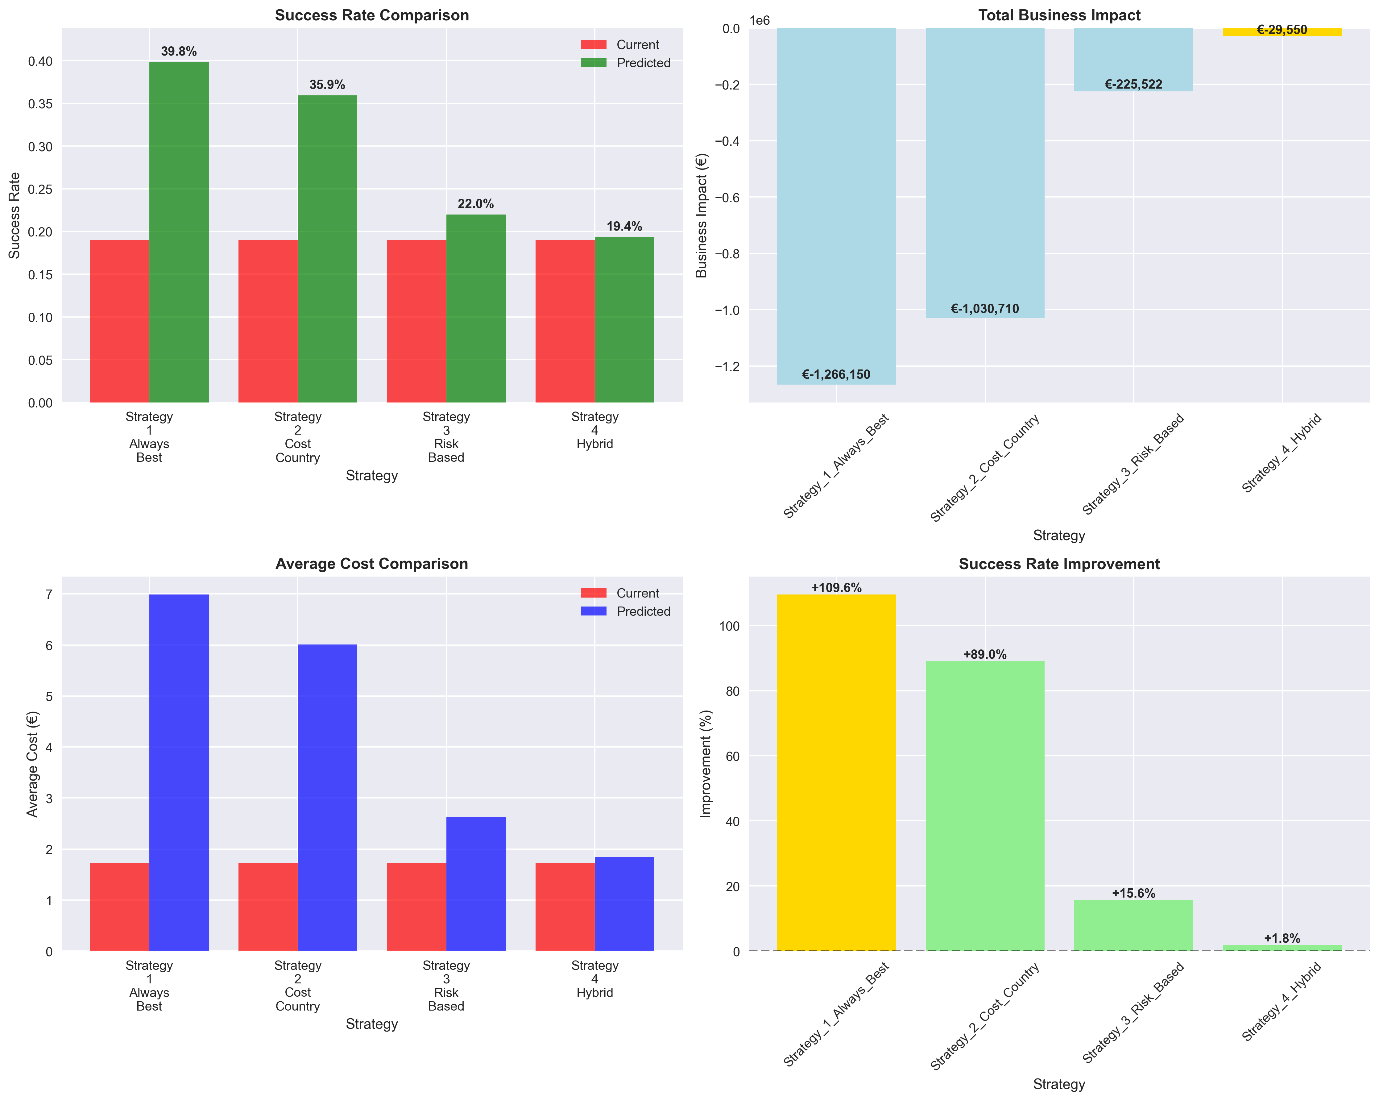 Success Rate Comparison
Success Rate
0.40
0.35
0.30
0.25
0.20
0.15
0.10
0.05
0.00
39.8%
35.9%
22.0%
19.4%
Current
Predicted
Strategy
1
Always
Best
Strategy
2
Cost
Country
Strategy
3
Risk
Based
Strategy
4
Hybrid
Strategy
Total Business Impact
1e6
Business Impact (€)
0.0
−0.2
−0.4
−0.6
−0.8
−1.0
−1.2
€-1,266,150
€-1,030,710
€-225,522
€-29,550
Strategy_1_Always_Best
Strategy_2_Cost_Country
Strategy_3_Risk_Based
Strategy_4_Hybrid
Strategy
Average Cost Comparison
Average Cost (€)
7
6
5
4
3
2
1
0
Current
Predicted
Strategy
1
Always
Best
Strategy
2
Cost
Country
Strategy
3
Risk
Based
Strategy
4
Hybrid
Strategy
Success Rate Improvement
Improvement (%)
100
80
60
40
20
0
+109.6%
+89.0%
+15.6%
+1.8%
Strategy_1_Always_Best
Strategy_2_Cost_Country
Strategy_3_Risk_Based
Strategy_4_Hybrid
Strategy